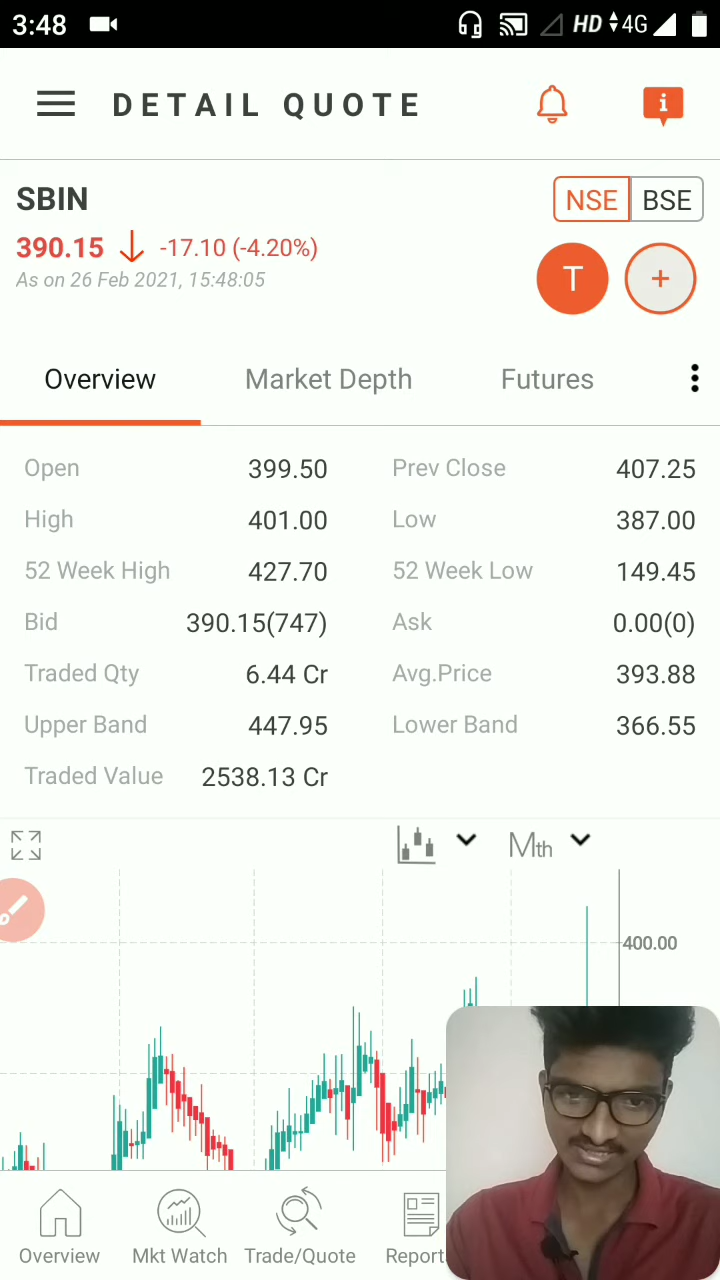 3:48 HD 4G
DETAIL QUOTE i
SBIN NSE BSE
390.15 -17.10 (-4.20%)
As on 26 Feb 2021, 15:48:05 T +
Overview Market Depth Futures
Open 399.50 Prev Close 407.25
High 401.00 Low 387.00
52 Week High 427.70 52 Week Low 149.45
Bid 390.15(747) Ask 0.00(0)
Traded Qty 6.44 Cr Avg.Price 393.88
Upper Band 447.95 Lower Band 366.55
Traded Value 2538.13 Cr
Mth
400.00
Overview Mkt Watch Trade/Quote Report